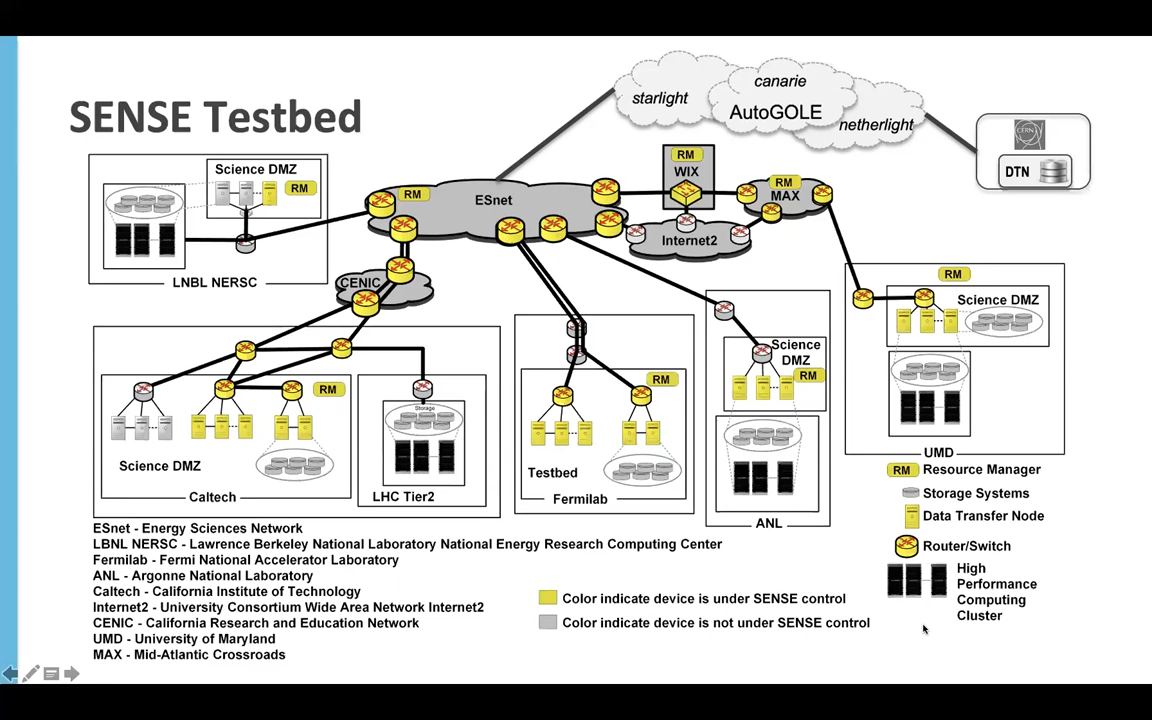 SENSE Testbed
starlight
canarie
AutoGOLE
netherlight
CERN
DTN
Science DMZ
RM
LNBL NERSC
RM
ESnet
RM
WIX
RM
MAX
Internet2
CENIC
RM
Science DMZ
UMD
RM
Science DMZ
Caltech
Storage
LHC Tier2
RM
Testbed
Fermilab
Science
DMZ
RM
ANL
RM
Resource Manager
Storage Systems
Data Transfer Node
Router/Switch
High
Performance
Computing
Cluster
ESnet - Energy Sciences Network
LBNL NERSC - Lawrence Berkeley National Laboratory National Energy Research Computing Center
Fermilab - Fermi National Accelerator Laboratory
ANL - Argonne National Laboratory
Caltech - California Institute of Technology
Internet2 - University Consortium Wide Area Network Internet2
CENIC - California Research and Education Network
UMD - University of Maryland
MAX - Mid-Atlantic Crossroads
Color indicate device is under SENSE control
Color indicate device is not under SENSE control